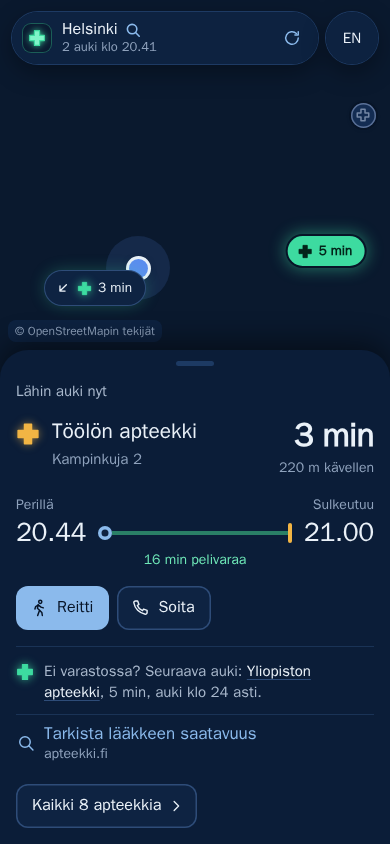 Helsinki
2 auki klo 20.41
EN
5 min
3 min
© OpenStreetMapin tekijät
Lähin auki nyt
Töölön apteekki
3 min
Kampinkuja 2
220 m kävellen
Perillä
Sulkeutuu
20.44
21.00
16 min pelivaraa
Reitti
Soita
Ei varastossa? Seuraava auki: Yliopiston
apteekki, 5 min, auki klo 24 asti.
Tarkista lääkkeen saatavuus
apteekki.fi
Kaikki 8 apteekkia